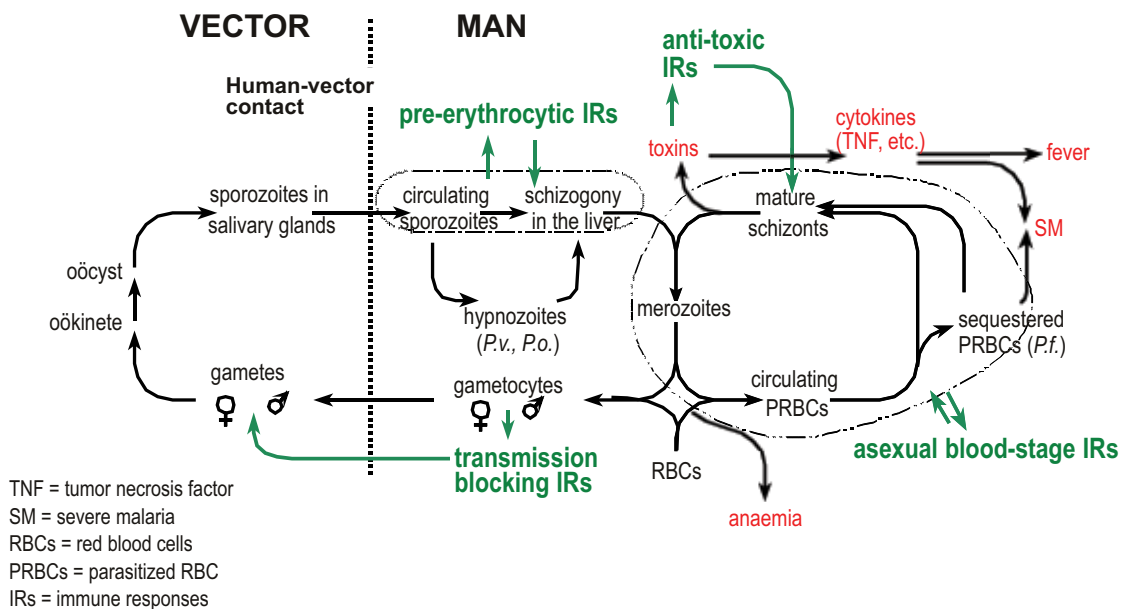 VECTOR
MAN
Human-vector
contact
anti-toxic
IRs
pre-erythrocytic IRs
toxins
cytokines
(TNF, etc.)
fever
sporozoites in
salivary glands
circulating
sporozoites
schizogony
in the liver
mature
schizonts
SM
oöcyst
oökinete
hypnozoites
(P.v., P.o.)
merozoites
sequestered
PRBCs (P.f.)
gametes
gametocytes
circulating
PRBCs
transmission
blocking IRs
RBCs
asexual blood-stage IRs
anaemia
TNF = tumor necrosis factor
SM = severe malaria
RBCs = red blood cells
PRBCs = parasitized RBC
IRs = immune responses